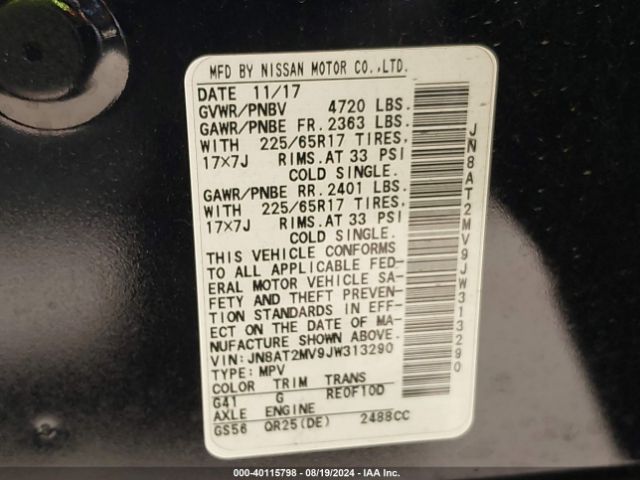 MFD BY NISSAN MOTOR CO.,LTD.
DATE 11/17
GVWR/PNBV 4720 LBS.
GAWR/PNBE FR. 2363 LBS.
WITH 225/65R17 TIRES.
17×7J RIMS.AT 33 PSI
COLD SINGLE.
GAWR/PNBE RR. 2401 LBS.
WITH 225/65R17 TIRES.
17×7J RIMS.AT 33 PSI
COLD SINGLE.
THIS VEHICLE CONFORMS
TO ALL APPLICABLE FED-
ERAL MOTOR VEHICLE SA-
FETY AND THEFT PREVEN-
TION STANDARDS IN EFF-
ECT ON THE DATE OF MA-
NUFACTURE SHOWN ABOVE.
VIN: JN8AT2MV9JW313290
TYPE: MPV
COLOR TRIM TRANS
G41 G RE0F10D
AXLE ENGINE
GS56 QR25(DE) 2488CC
JN8AT2MV9JW313290
000-40115798 - 08/19/2024 - IAA Inc.